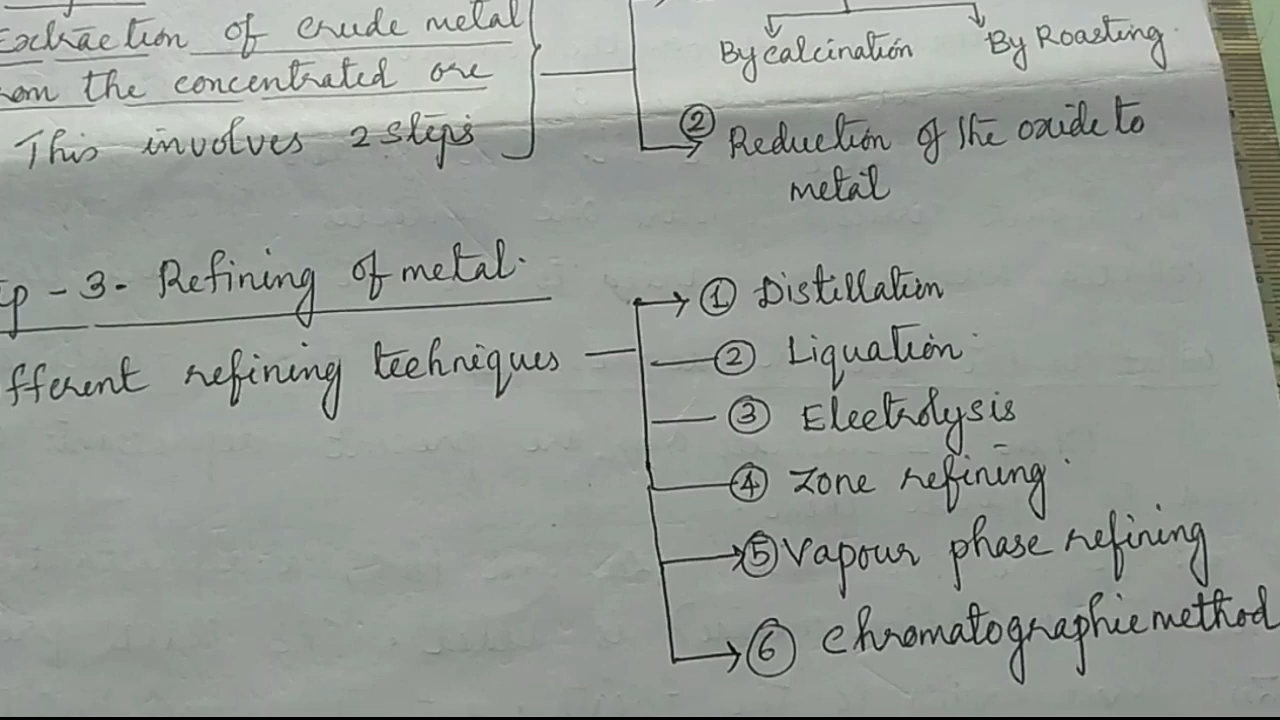 Extraction of crude metal
from the concentrated ore
This involves 2 steps
By calcination
By Roasting
② Reduction of the oxide to
metal
ep - 3 - Refining of metal.
fferent refining techniques
① Distillation
② Liquation
③ Electrolysis
④ Zone refining
⑤ Vapour phase refining
⑥ Chromatographic method